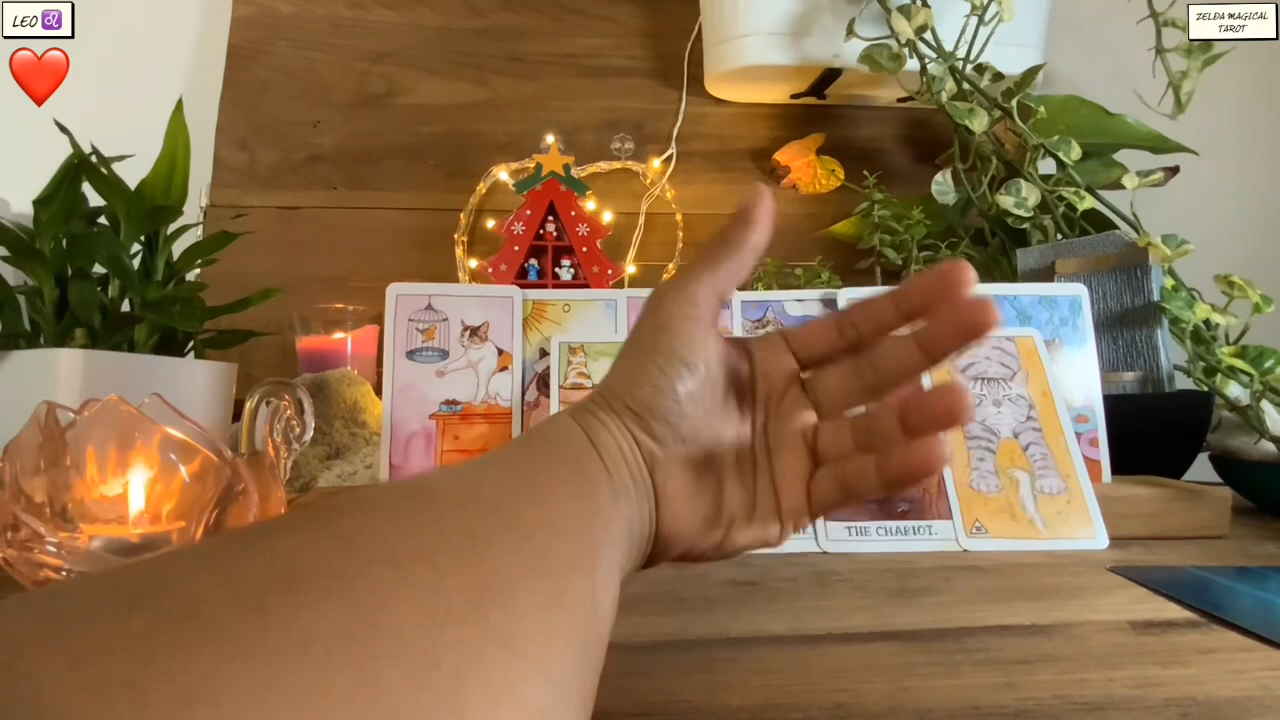 LEO ♌
ZELDA MAGICAL
TAROT
THE CHARIOT.